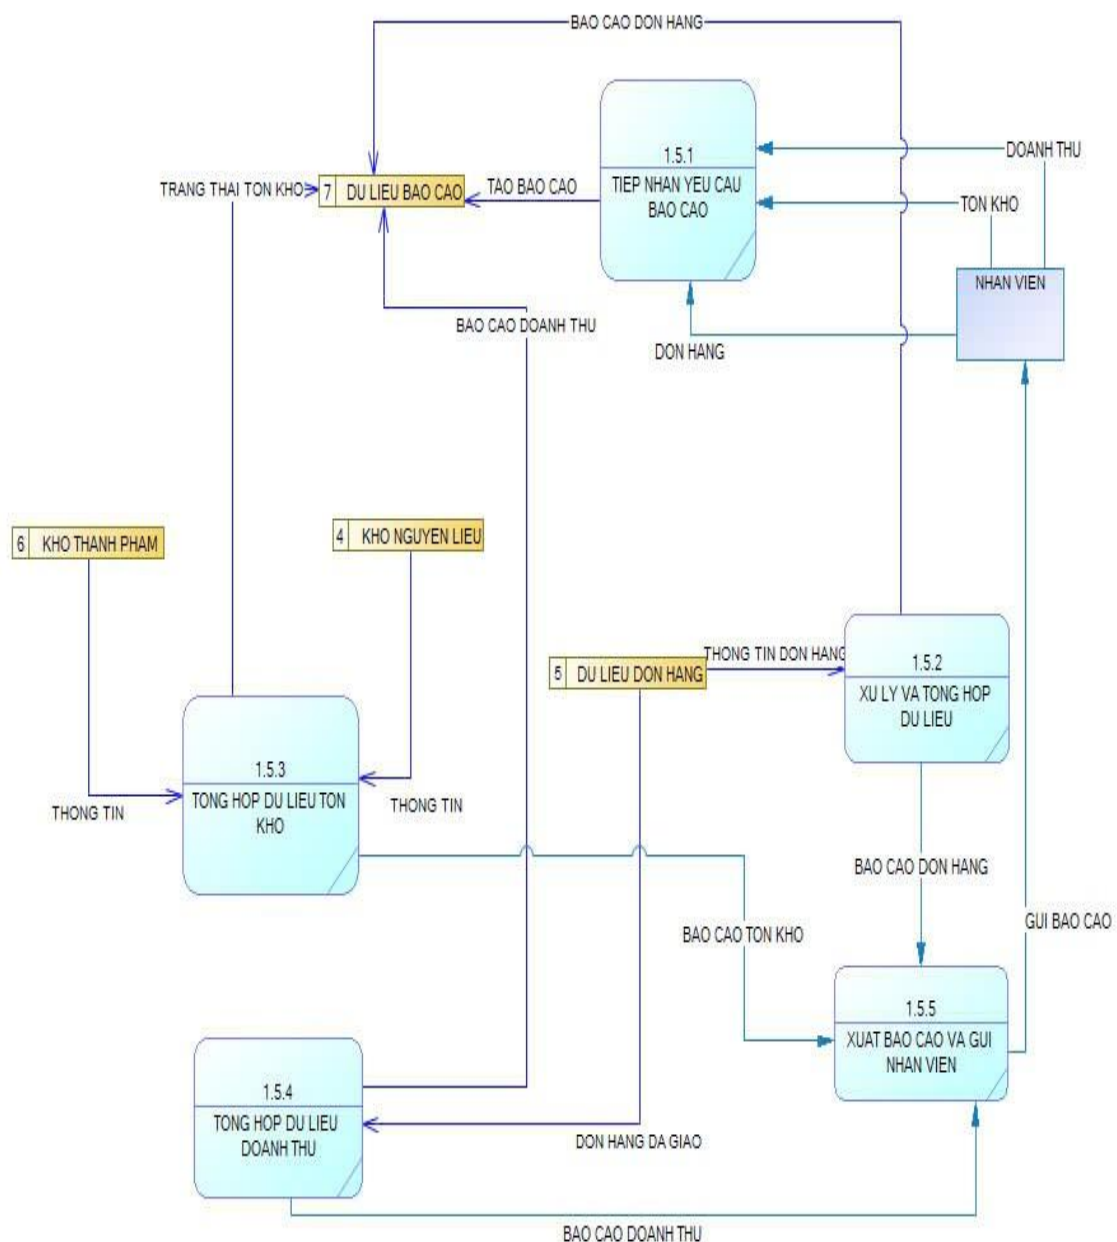 BAO CAO DON HANG
1.5.1
TIEP NHAN YEU CAU
BAO CAO
DOANH THU
TRANG THAI TON KHO
7 DU LIEU BAO CAO
TAO BAO CAO
TON KHO
NHAN VIEN
BAO CAO DOANH THU
DON HANG
6 KHO THANH PHAM
4 KHO NGUYEN LIEU
5 DU LIEU DON HANG
THONG TIN DON HANG
1.5.2
XU LY VA TONG HOP
DU LIEU
1.5.3
TONG HOP DU LIEU TON
KHO
THONG TIN
THONG TIN
BAO CAO DON HANG
GUI BAO CAO
BAO CAO TON KHO
1.5.5
XUAT BAO CAO VA GUI
NHAN VIEN
1.5.4
TONG HOP DU LIEU
DOANH THU
DON HANG DA GIAO
BAO CAO DOANH THU